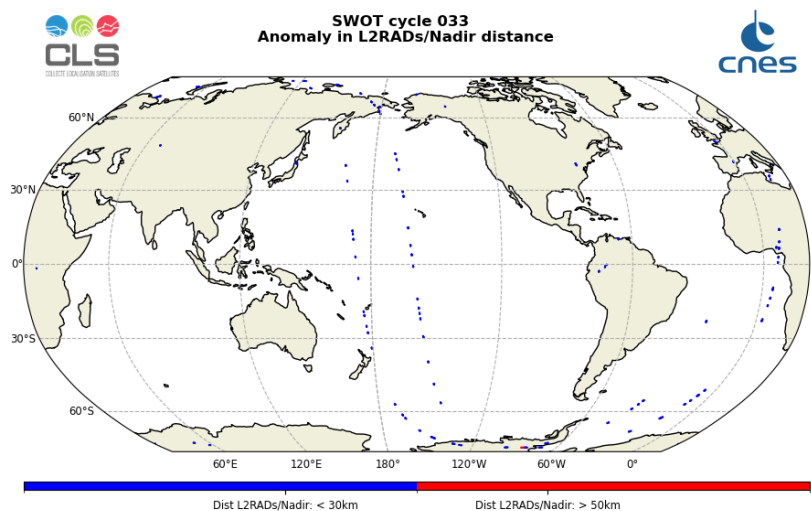 SWOT cycle 033
Anomaly in L2RADs/Nadir distance
CLS
COLLECTE LOCALISATION SATELLITES
cnes
60°N
30°N
0°
30°S
60°S
60°E 120°E 180° 120°W 60°W 0°
Dist L2RADs/Nadir: < 30km Dist L2RADs/Nadir: > 50km